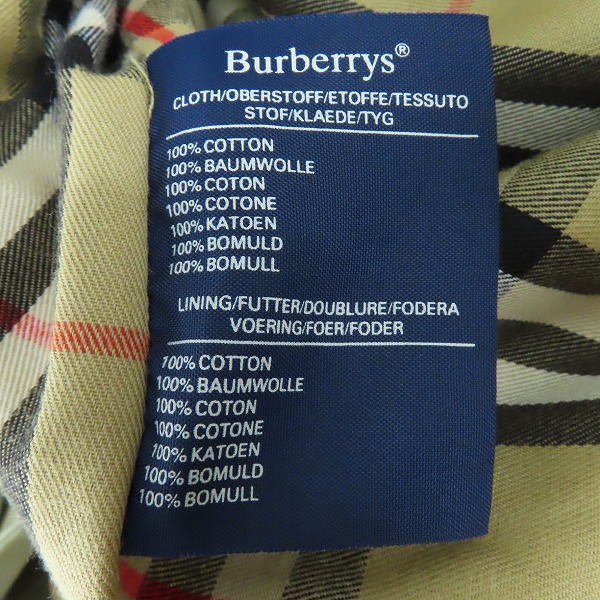 Burberrys®
CLOTH/OBERSTOFF/ETOFFE/TESSUTO
STOF/KLAEDE/TYG
100% COTTON
100% BAUMWOLLE
100% COTON
100% COTONE
100% KATOEN
100% BOMULD
100% BOMULL
LINING/FUTTER/DOUBLURE/FODERA
VOERING/FOER/FODER
100% COTTON
100% BAUMWOLLE
100% COTON
100% COTONE
100% KATOEN
100% BOMULD
100% BOMULL